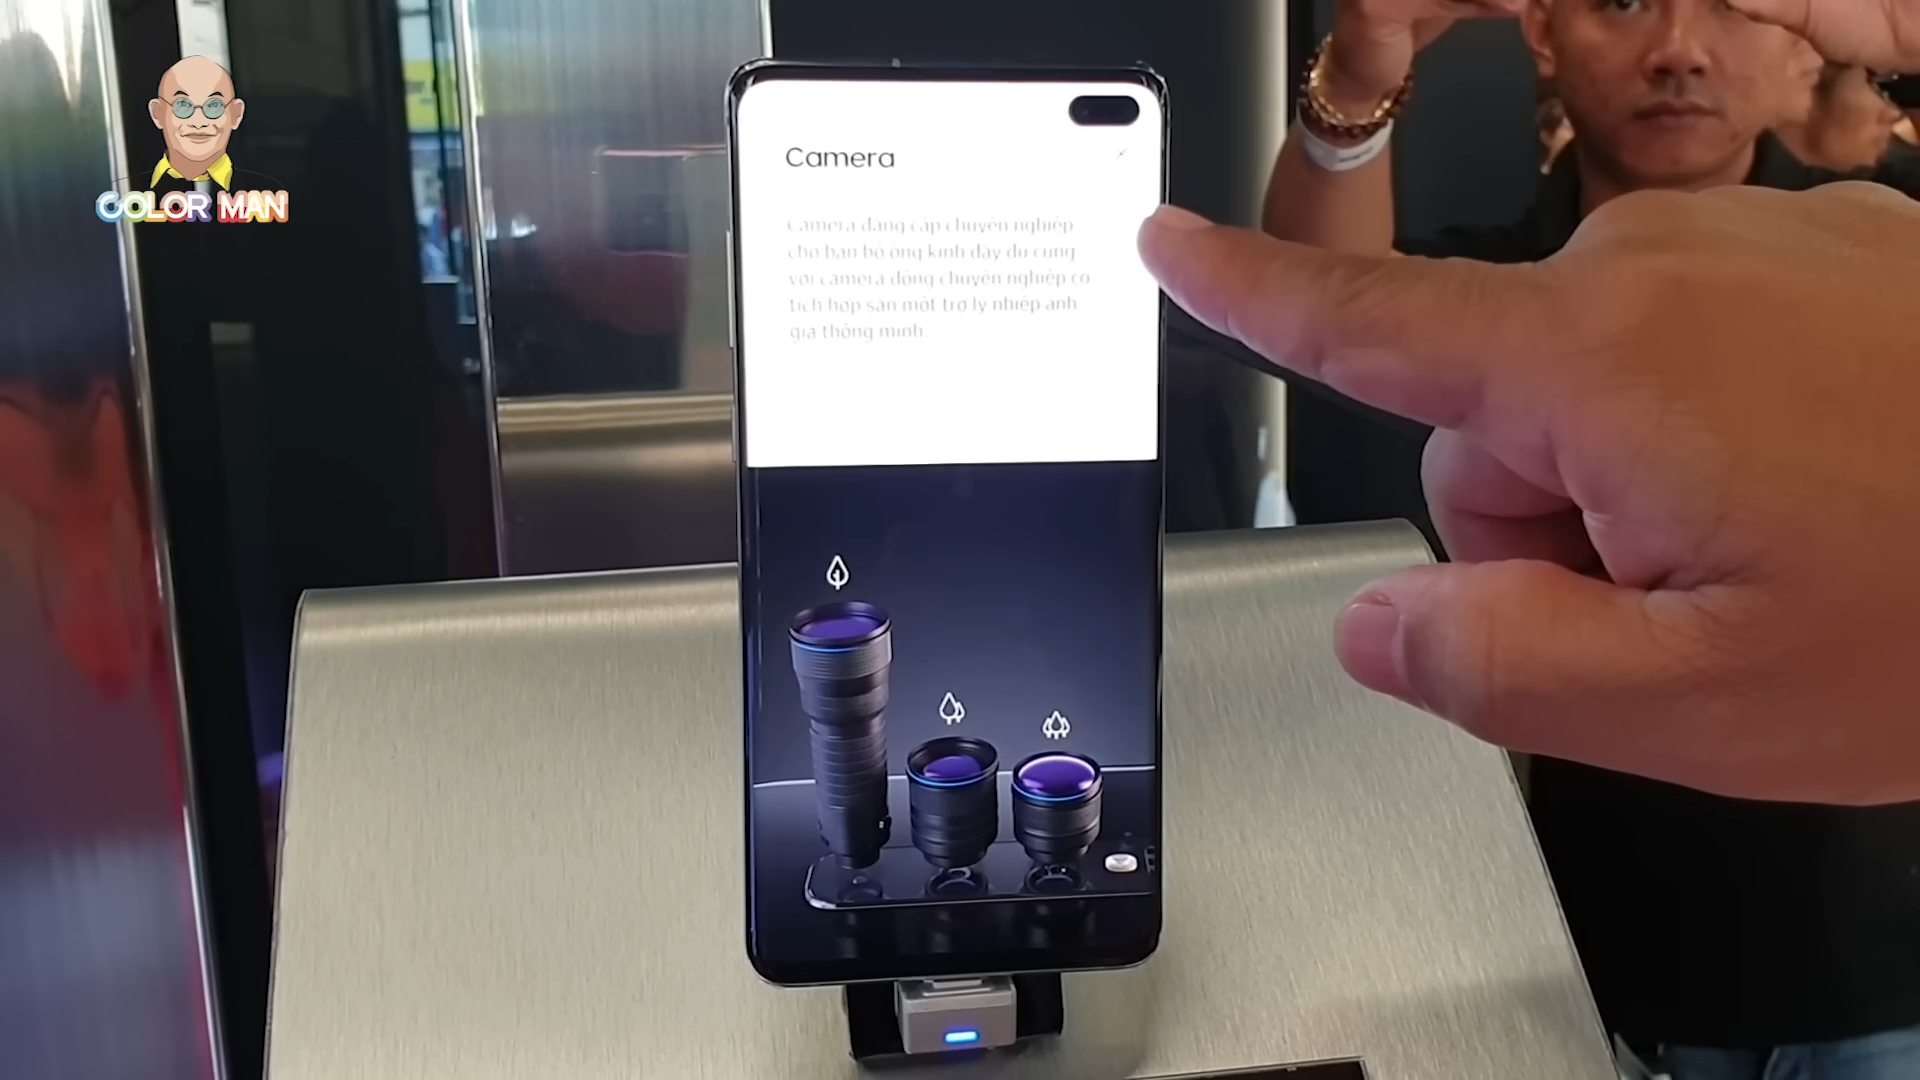 COLOR MAN
Camera
Camera đẳng cấp chuyên nghiệp
cho bạn bộ ống kính đầy đủ cùng
với camera động chuyên nghiệp có
tích hợp sẵn một trợ lý nhiếp ảnh
gia thông minh.